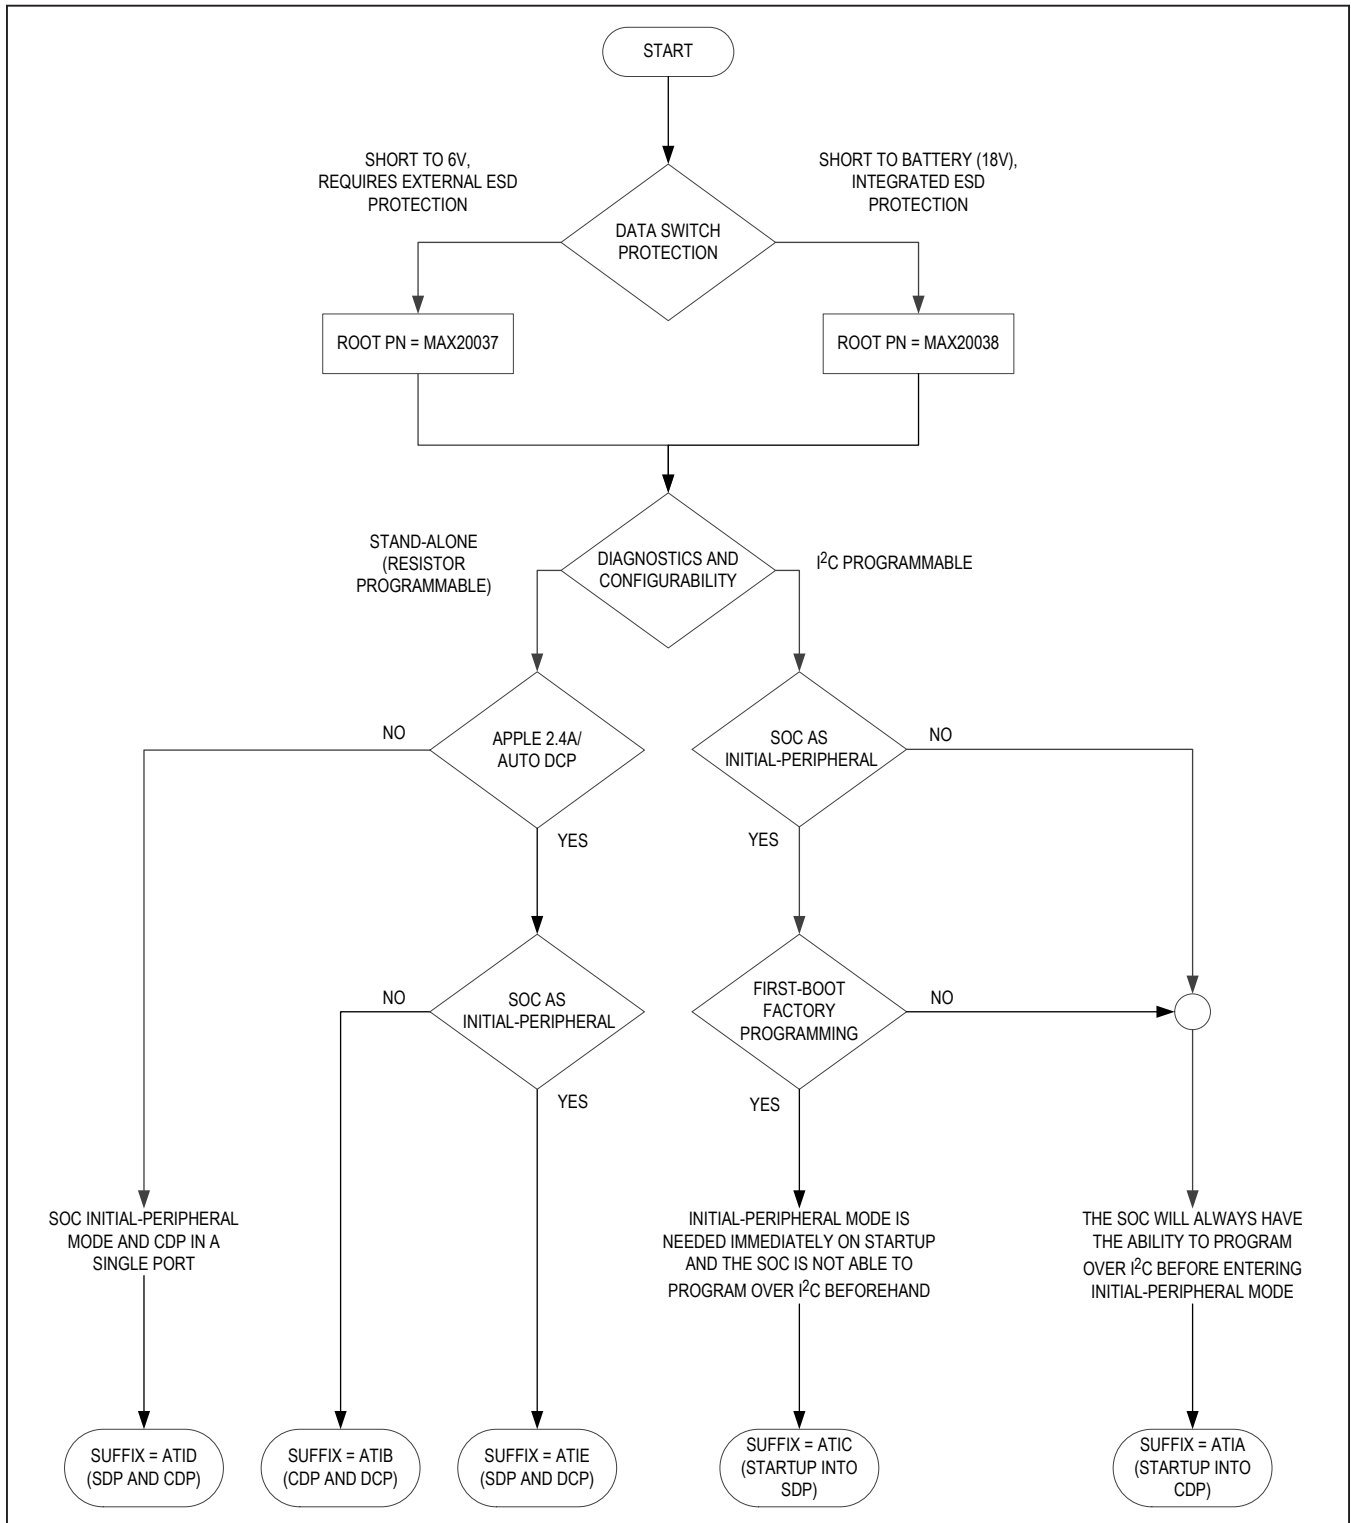 START
SHORT TO 6V,
REQUIRES EXTERNAL ESD
PROTECTION
SHORT TO BATTERY (18V),
INTEGRATED ESD
PROTECTION
DATA SWITCH
PROTECTION
ROOT PN = MAX20037
ROOT PN = MAX20038
STAND-ALONE
(RESISTOR
PROGRAMMABLE)
DIAGNOSTICS AND
CONFIGURABILITY
I²C PROGRAMMABLE
NO
APPLE 2.4A/
AUTO DCP
YES
SOC AS
INITIAL-PERIPHERAL
NO
YES
NO
SOC AS
INITIAL-PERIPHERAL
YES
FIRST-BOOT
FACTORY
PROGRAMMING
NO
YES
SOC INITIAL-PERIPHERAL
MODE AND CDP IN A
SINGLE PORT
INITIAL-PERIPHERAL MODE IS
NEEDED IMMEDIATELY ON STARTUP
AND THE SOC IS NOT ABLE TO
PROGRAM OVER I²C BEFOREHAND
THE SOC WILL ALWAYS HAVE
THE ABILITY TO PROGRAM
OVER I²C BEFORE ENTERING
INITIAL-PERIPHERAL MODE
SUFFIX = ATID
(SDP AND CDP)
SUFFIX = ATIB
(CDP AND DCP)
SUFFIX = ATIE
(SDP AND DCP)
SUFFIX = ATIC
(STARTUP INTO
SDP)
SUFFIX = ATIA
(STARTUP INTO
CDP)